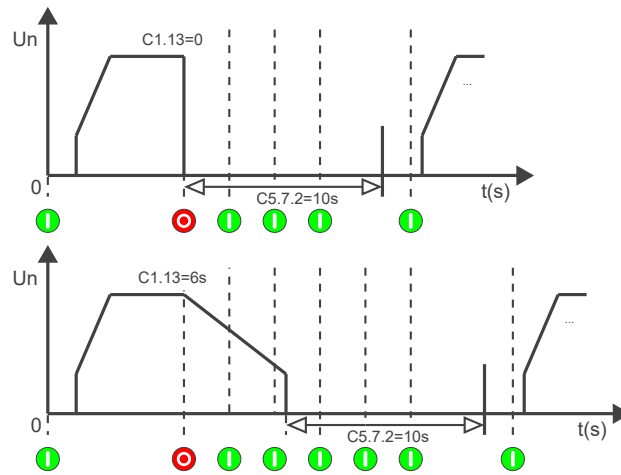 Un
C1.13=0
...
0
C5.7.2=10s
t(s)
Un
C1.13=6s
...
0
C5.7.2=10s
t(s)